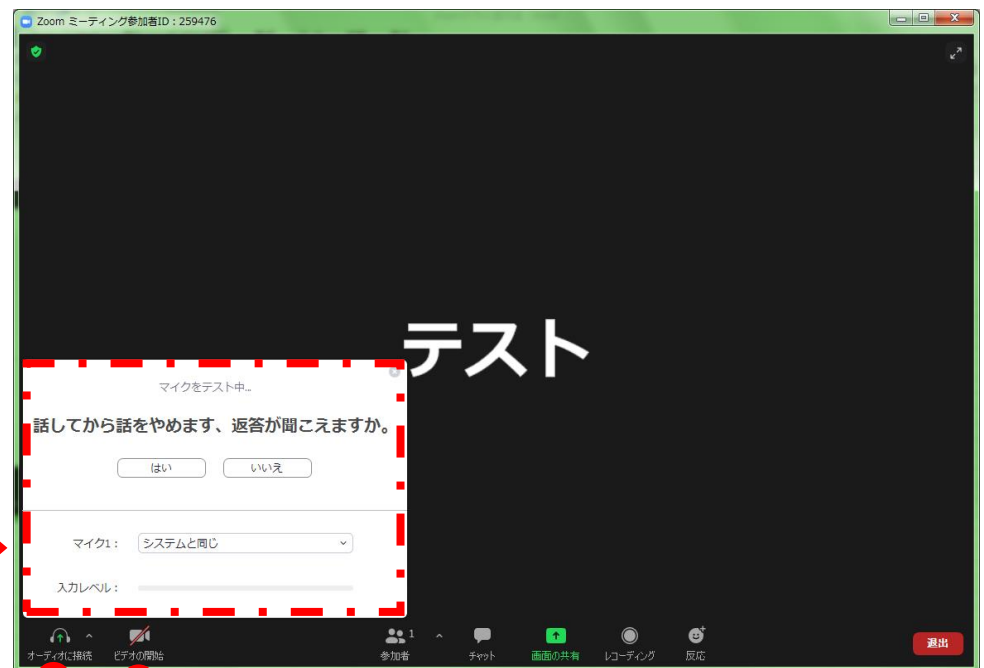 Zoom ミーティング参加者ID：259476
テスト
マイクをテスト中...
話してから話をやめます、返答が聞こえますか。
はい
いいえ
マイク1：
システムと同じ
入力レベル：
オーディオに接続
ビデオの開始
1
参加者
チャット
画面の共有
レコーディング
反応
退出